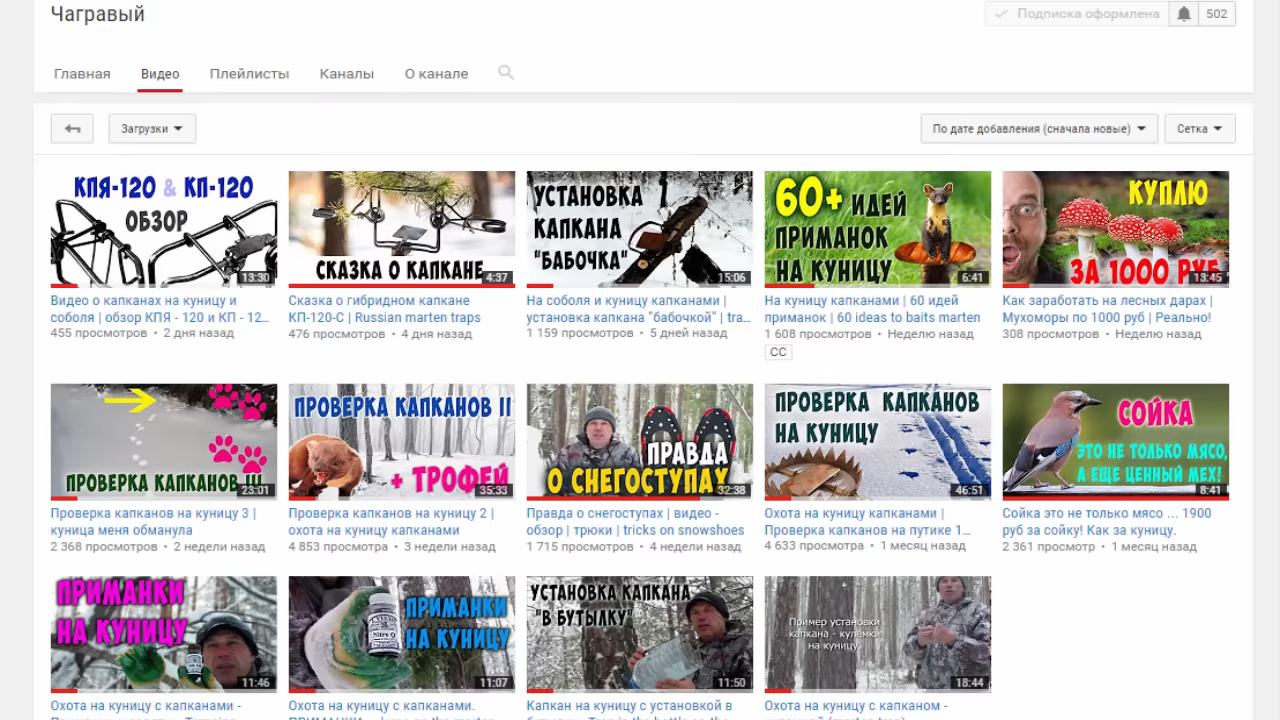 Чагравый
Подписка оформлена 502
Главная Видео Плейлисты Каналы О канале
Загрузки По дате добавления (сначала новые) Сетка
КПЯ-120 & КП-120
ОБЗОР
13:30
Видео о капканах на куницу и
соболя | обзор КПЯ - 120 и КП - 12...
455 просмотров • 2 дня назад
СКАЗКА О КАПКАНЕ
4:37
Сказка о гибридном капкане
КП-120-С | Russian marten traps
476 просмотров • 4 дня назад
УСТАНОВКА
КАПКАНА
"БАБОЧКА"
15:06
На соболя и куницу капканами |
установка капкана "бабочкой" | tra...
1 159 просмотров • 5 дней назад
60+ ИДЕЙ
ПРИМАНОК
НА КУНИЦУ
6:41
На куницу капканами | 60 идей
приманок | 60 ideas to baits marten
1 608 просмотров • Неделю назад
CC
КУПЛЮ
ЗА 1000 РУБ
13:45
Как заработать на лесных дарах |
Мухоморы по 1000 руб | Реально!
308 просмотров • Неделю назад
ПРОВЕРКА КАПКАНОВ III
23:01
Проверка капканов на куницу 3 |
куница меня обманула
2 368 просмотров • 2 недели назад
ПРОВЕРКА КАПКАНОВ II
+ ТРОФЕЙ
35:33
Проверка капканов на куницу 2 |
охота на куницу капканами
4 853 просмотра • 3 недели назад
ПРАВДА
О СНЕГОСТУПАХ
32:38
Правда о снегоступах | видео -
обзор | трюки | tricks on snowshoes
1 715 просмотров • 4 недели назад
ПРОВЕРКА КАПКАНОВ
НА КУНИЦУ
46:51
Охота на куницу капканами |
Проверка капканов на путике 1...
4 633 просмотра • 1 месяц назад
СОЙКА
ЭТО НЕ ТОЛЬКО МЯСО,
А ЕЩЕ ЦЕННЫЙ МЕХ!
8:41
Сойка это не только мясо ... 1900
руб за сойку! Как за куницу.
2 361 просмотр • 1 месяц назад
ПРИМАНКИ
НА КУНИЦУ
11:46
Охота на куницу с капканами -
ПРИМАНКИ
НА КУНИЦУ
11:07
Охота на куницу с капканами.
УСТАНОВКА КАПКАНА
"В БУТЫЛКУ"
11:50
Капкан на куницу с установкой в
Пример установки
капкана - кулемки
на куницу
18:44
Охота на куницу с капканом -